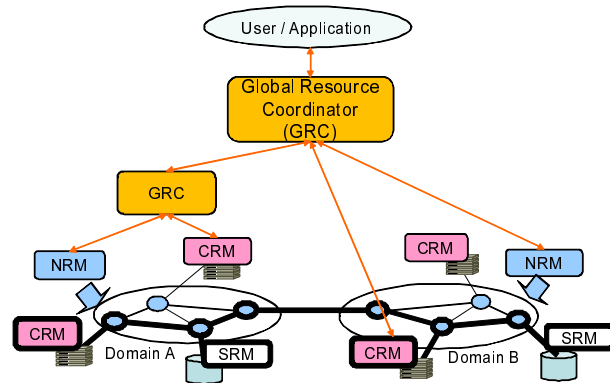 User / Application
Global Resource
Coordinator
(GRC)
GRC
CRM
CRM
NRM
NRM
CRM
SRM
Domain A
CRM
Domain B
SRM